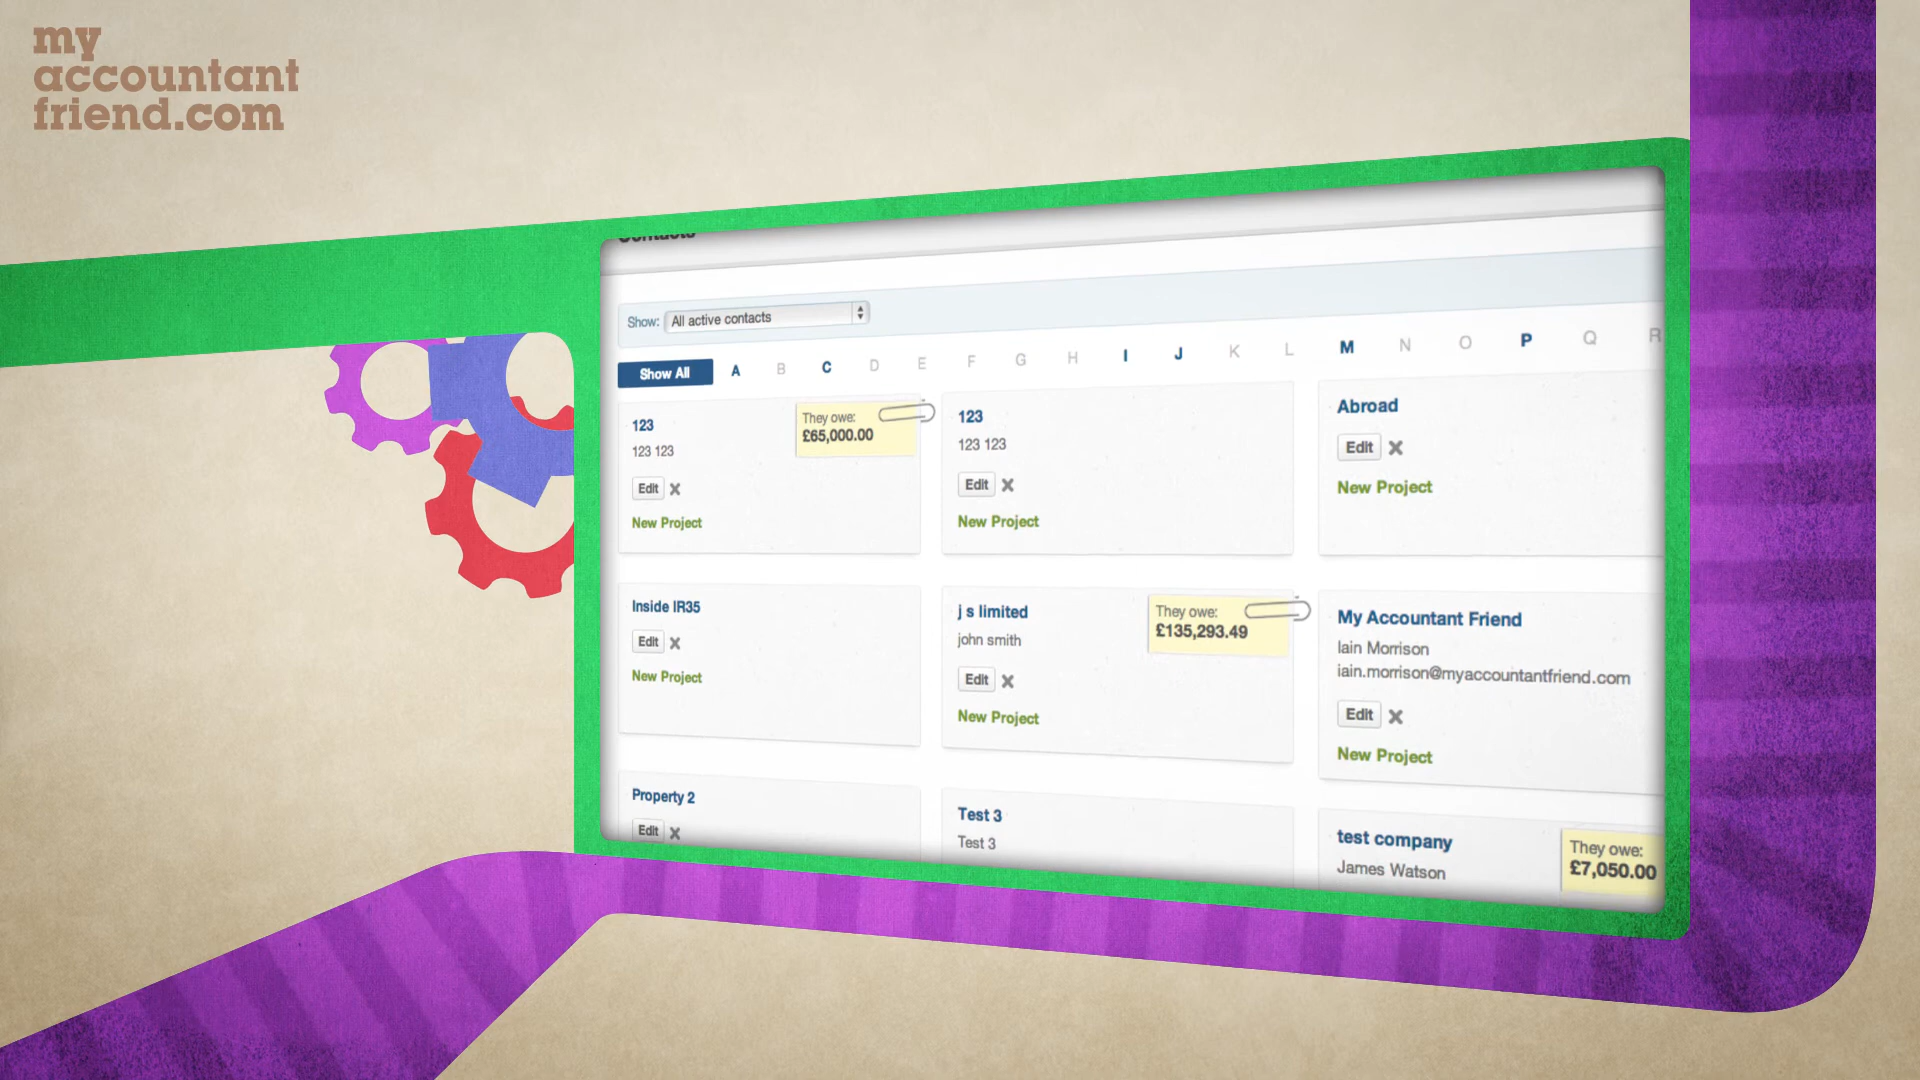 my
accountant
friend.com
Contacts
Show: All active contacts
Show All A B C D E F G H I J K L M N O P Q R
123
123 123
They owe:
£65,000.00
Edit
New Project
123
123 123
Edit
New Project
Abroad
Edit
New Project
Inside IR35
Edit
New Project
j s limited
john smith
They owe:
£135,293.49
Edit
New Project
My Accountant Friend
Iain Morrison
iain.morrison@myaccountantfriend.com
Edit
New Project
Property 2
Edit
Test 3
Test 3
test company
James Watson
They owe:
£7,050.00